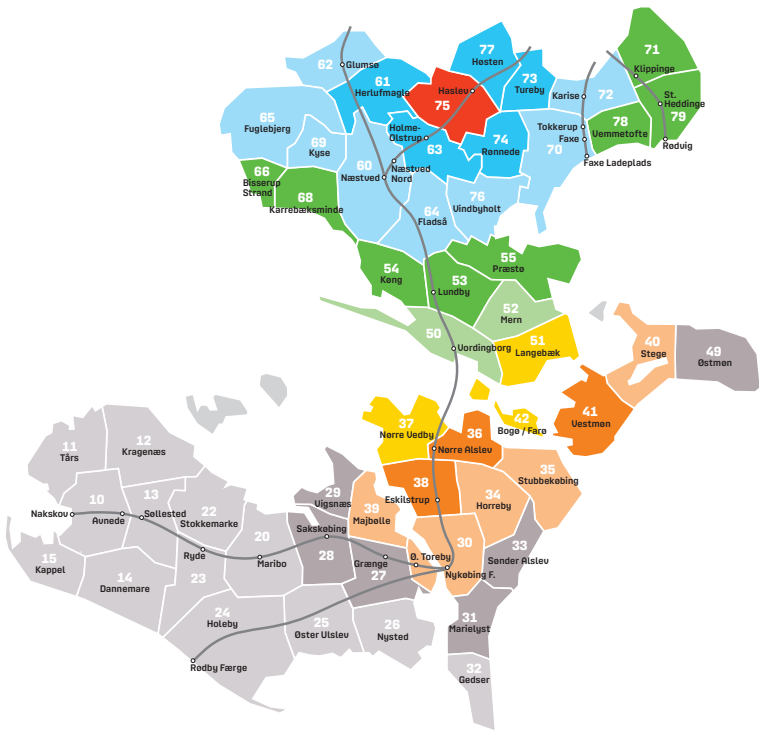 77
Høsten
71
Klippinge
62
Glumsø
61
Herlufmagle
73
Tureby
Haslev
75
Karise
72
St.
Heddinge
79
65
Fuglebjerg
Holme-
Olstrup
63
Tokkerup
Faxe
78
Vemmetofte
Rødvig
69
Kyse
74
Rønnede
70
Faxe Ladeplads
60
Næstved
Næstved
Nord
66
Bisserup
Strand
68
Karrebæksminde
76
Vindbyholt
64
Fladså
55
Præstø
54
Køng
53
Lundby
52
Mern
50
Vordingborg
51
Langebæk
40
Stege
49
Østmøn
41
Vestmøn
42
Bogø / Farø
37
Nørre Vedby
36
Nørre Alslev
11
Tårs
12
Kragenæs
35
Stubbekøbing
38
Eskilstrup
34
Horreby
29
Vigsnæs
39
Majbølle
10
Nakskov
Avnede
13
Søllested
22
Stokkemarke
20
Maribo
Sakskøbing
28
30
33
Sønder Alslev
15
Kappel
14
Dannemare
Ryde
23
Grænge
27
Ø. Toreby
Nykøbing F.
24
Holeby
25
Øster Ulslev
26
Nysted
31
Marielyst
Rødby Færge
32
Gedser